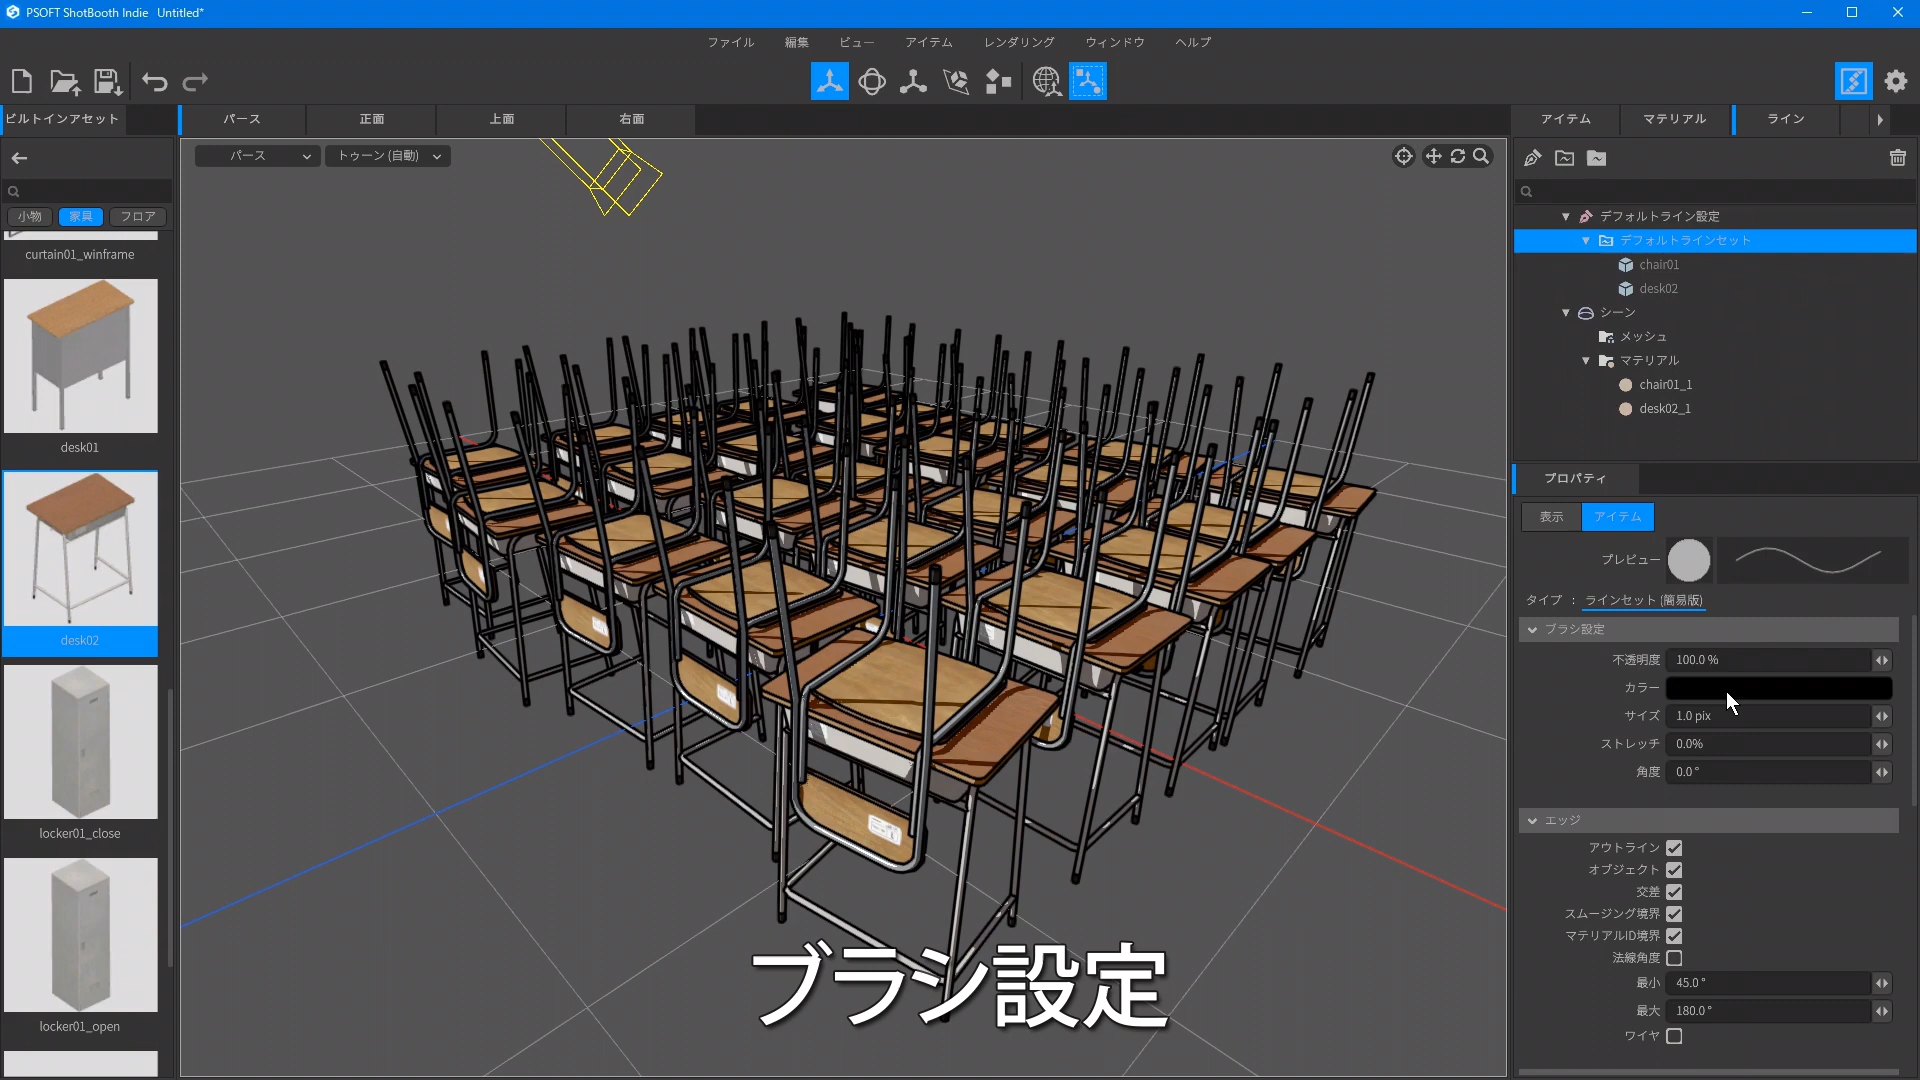 PSOFT ShotBooth Indie Untitled*
ファイル 編集 ビュー アイテム レンダリング ウィンドウ ヘルプ
ビルトインアセット
パース 正面 上面 右面
アイテム マテリアル ライン
パース トゥーン (自動)
小物 家具 フロア
curtain01_winframe
desk01
desk02
locker01_close
locker01_open
デフォルトライン設定
デフォルトラインセット
chair01
desk02
シーン
メッシュ
マテリアル
chair01_1
desk02_1
プロパティ
表示 アイテム
プレビュー
タイプ : ラインセット (簡易版)
ブラシ設定
不透明度 100.0 %
カラー
サイズ 1.0 pix
ストレッチ 0.0%
角度 0.0 °
エッジ
アウトライン
オブジェクト
交差
スムージング境界
マテリアルID境界
法線角度
最小 45.0 °
最大 180.0 °
ワイヤ
ブラシ設定